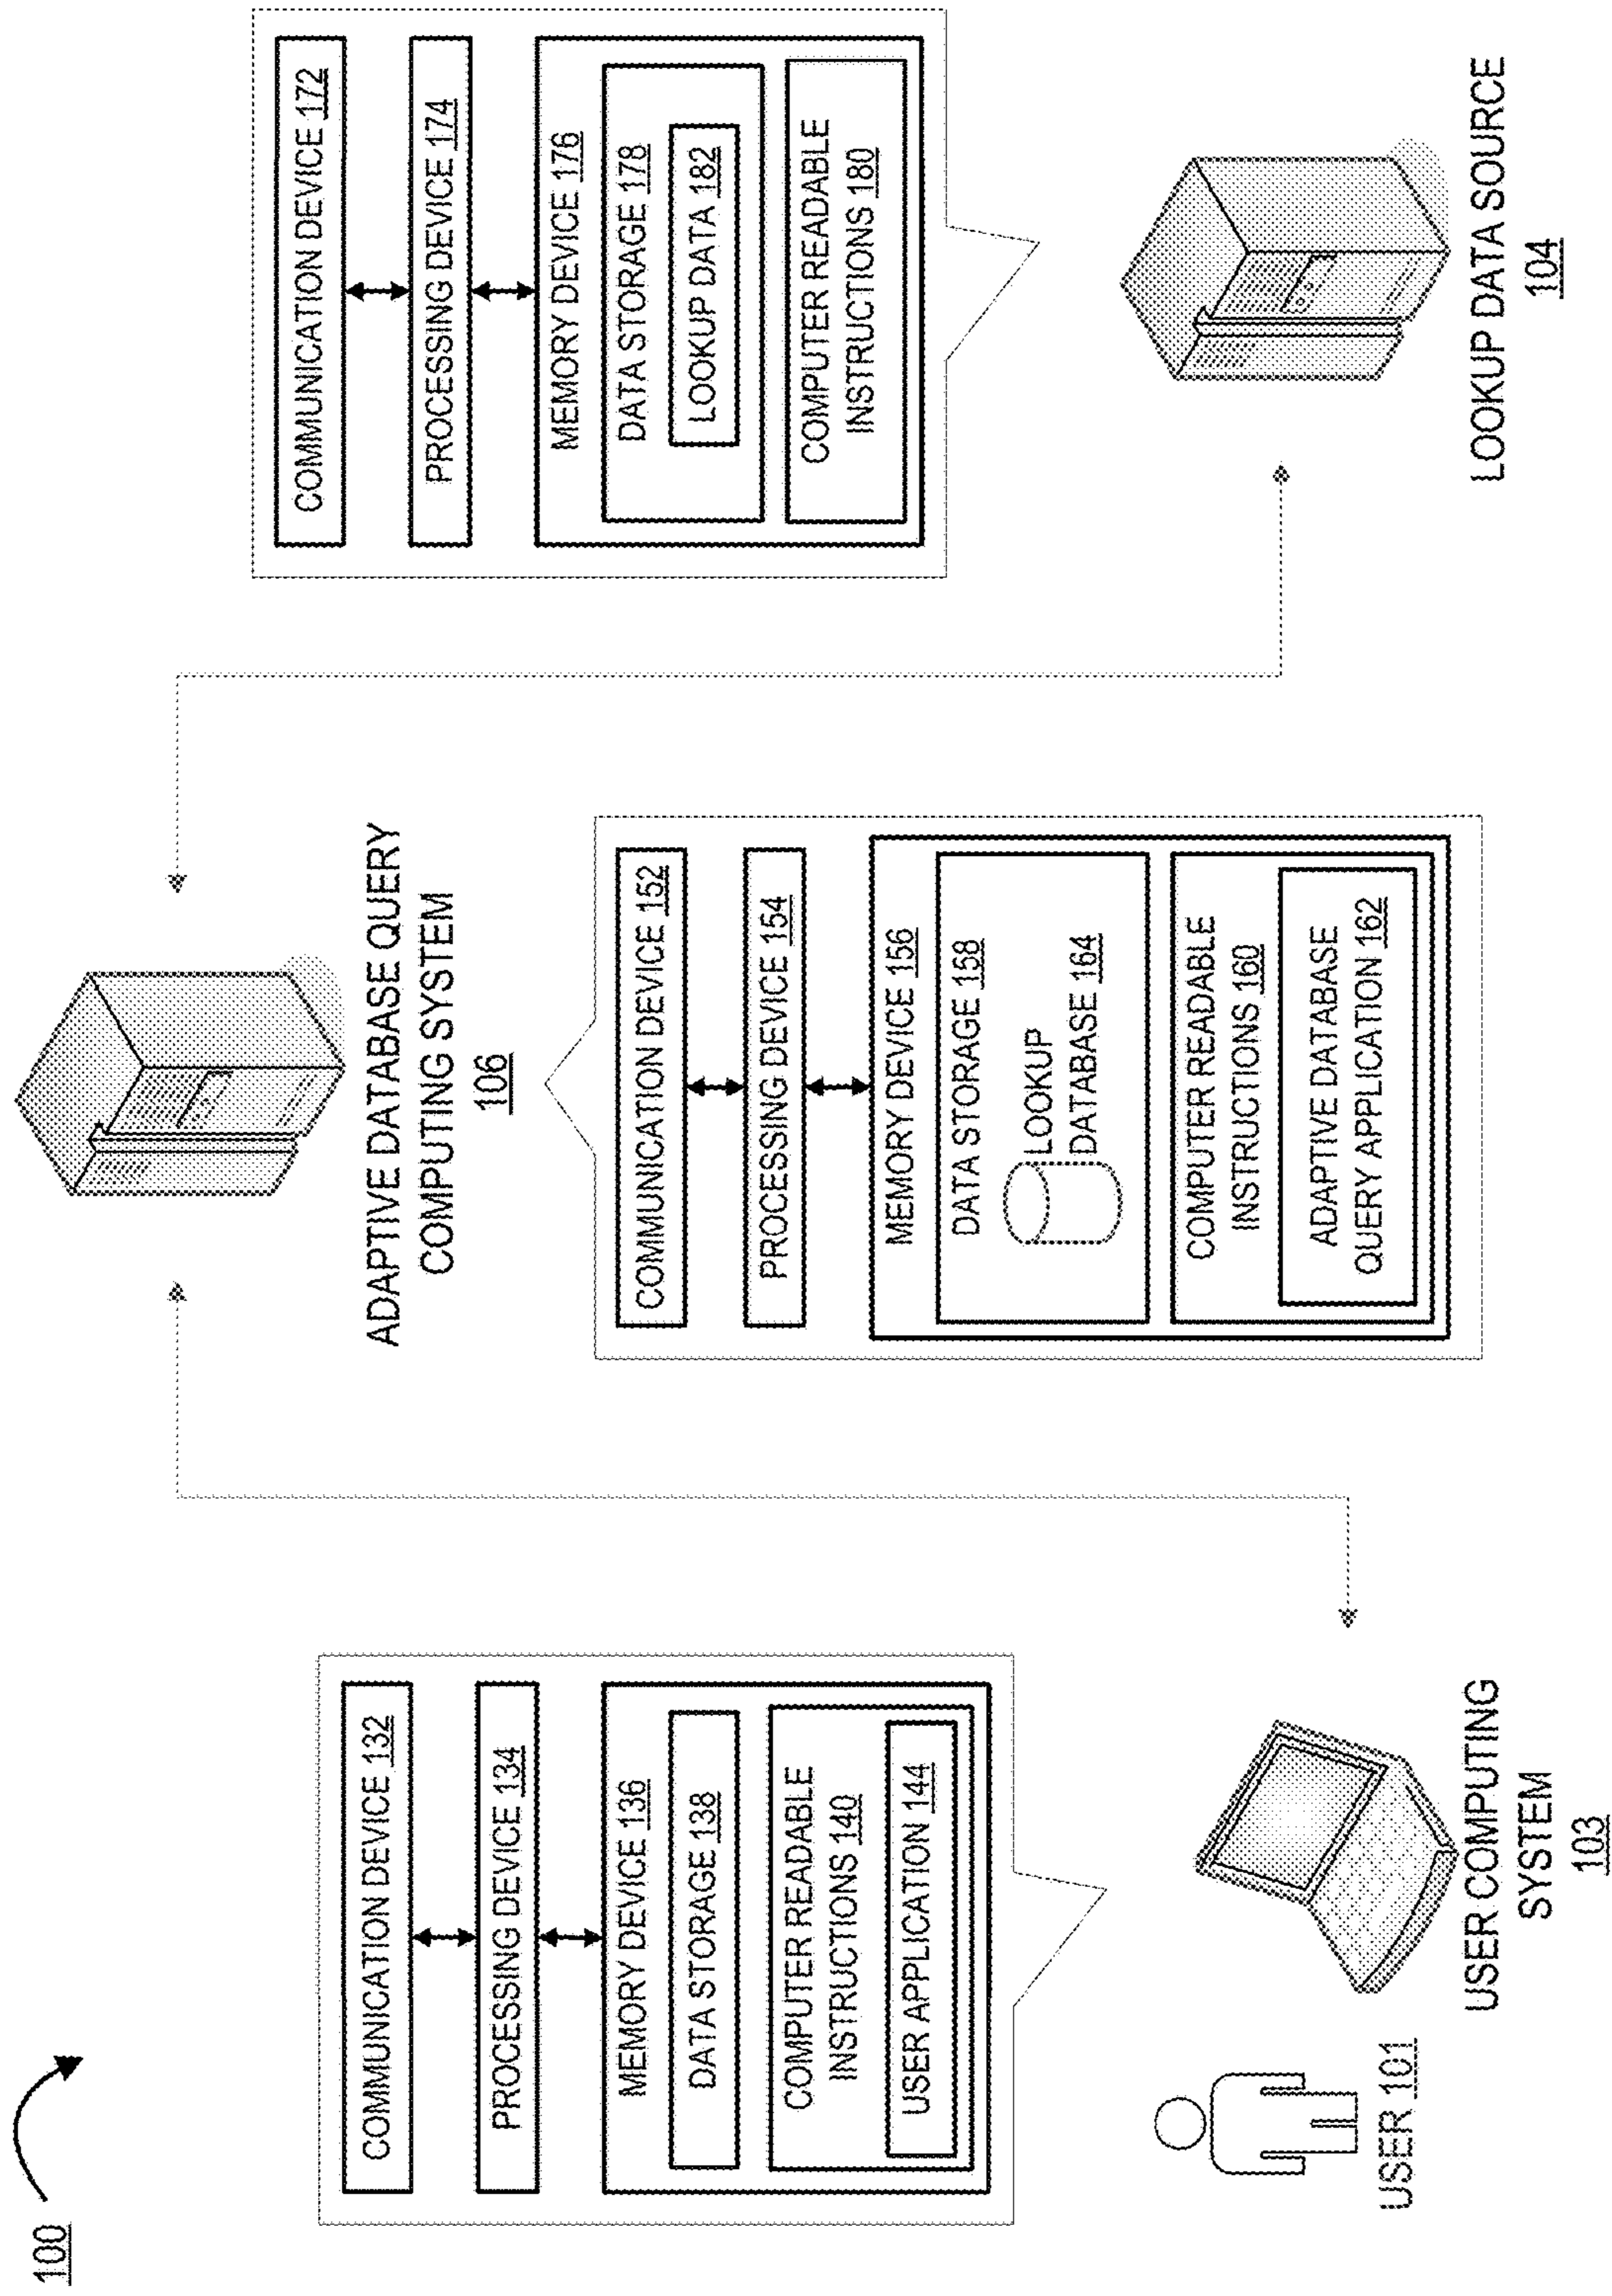 100
ADAPTIVE DATABASE QUERY
COMPUTING SYSTEM
106
COMMUNICATION DEVICE 132
PROCESSING DEVICE 134
MEMORY DEVICE 136
DATA STORAGE 138
COMPUTER READABLE
INSTRUCTIONS 140
USER APPLICATION 144
USER 101
USER COMPUTING
SYSTEM
103
COMMUNICATION DEVICE 152
PROCESSING DEVICE 154
MEMORY DEVICE 156
DATA STORAGE 158
LOOKUP
DATABASE 164
COMPUTER READABLE
INSTRUCTIONS 160
ADAPTIVE DATABASE
QUERY APPLICATION 162
COMMUNICATION DEVICE 172
PROCESSING DEVICE 174
MEMORY DEVICE 176
DATA STORAGE 178
LOOKUP DATA 182
COMPUTER READABLE
INSTRUCTIONS 180
LOOKUP DATA SOURCE
104